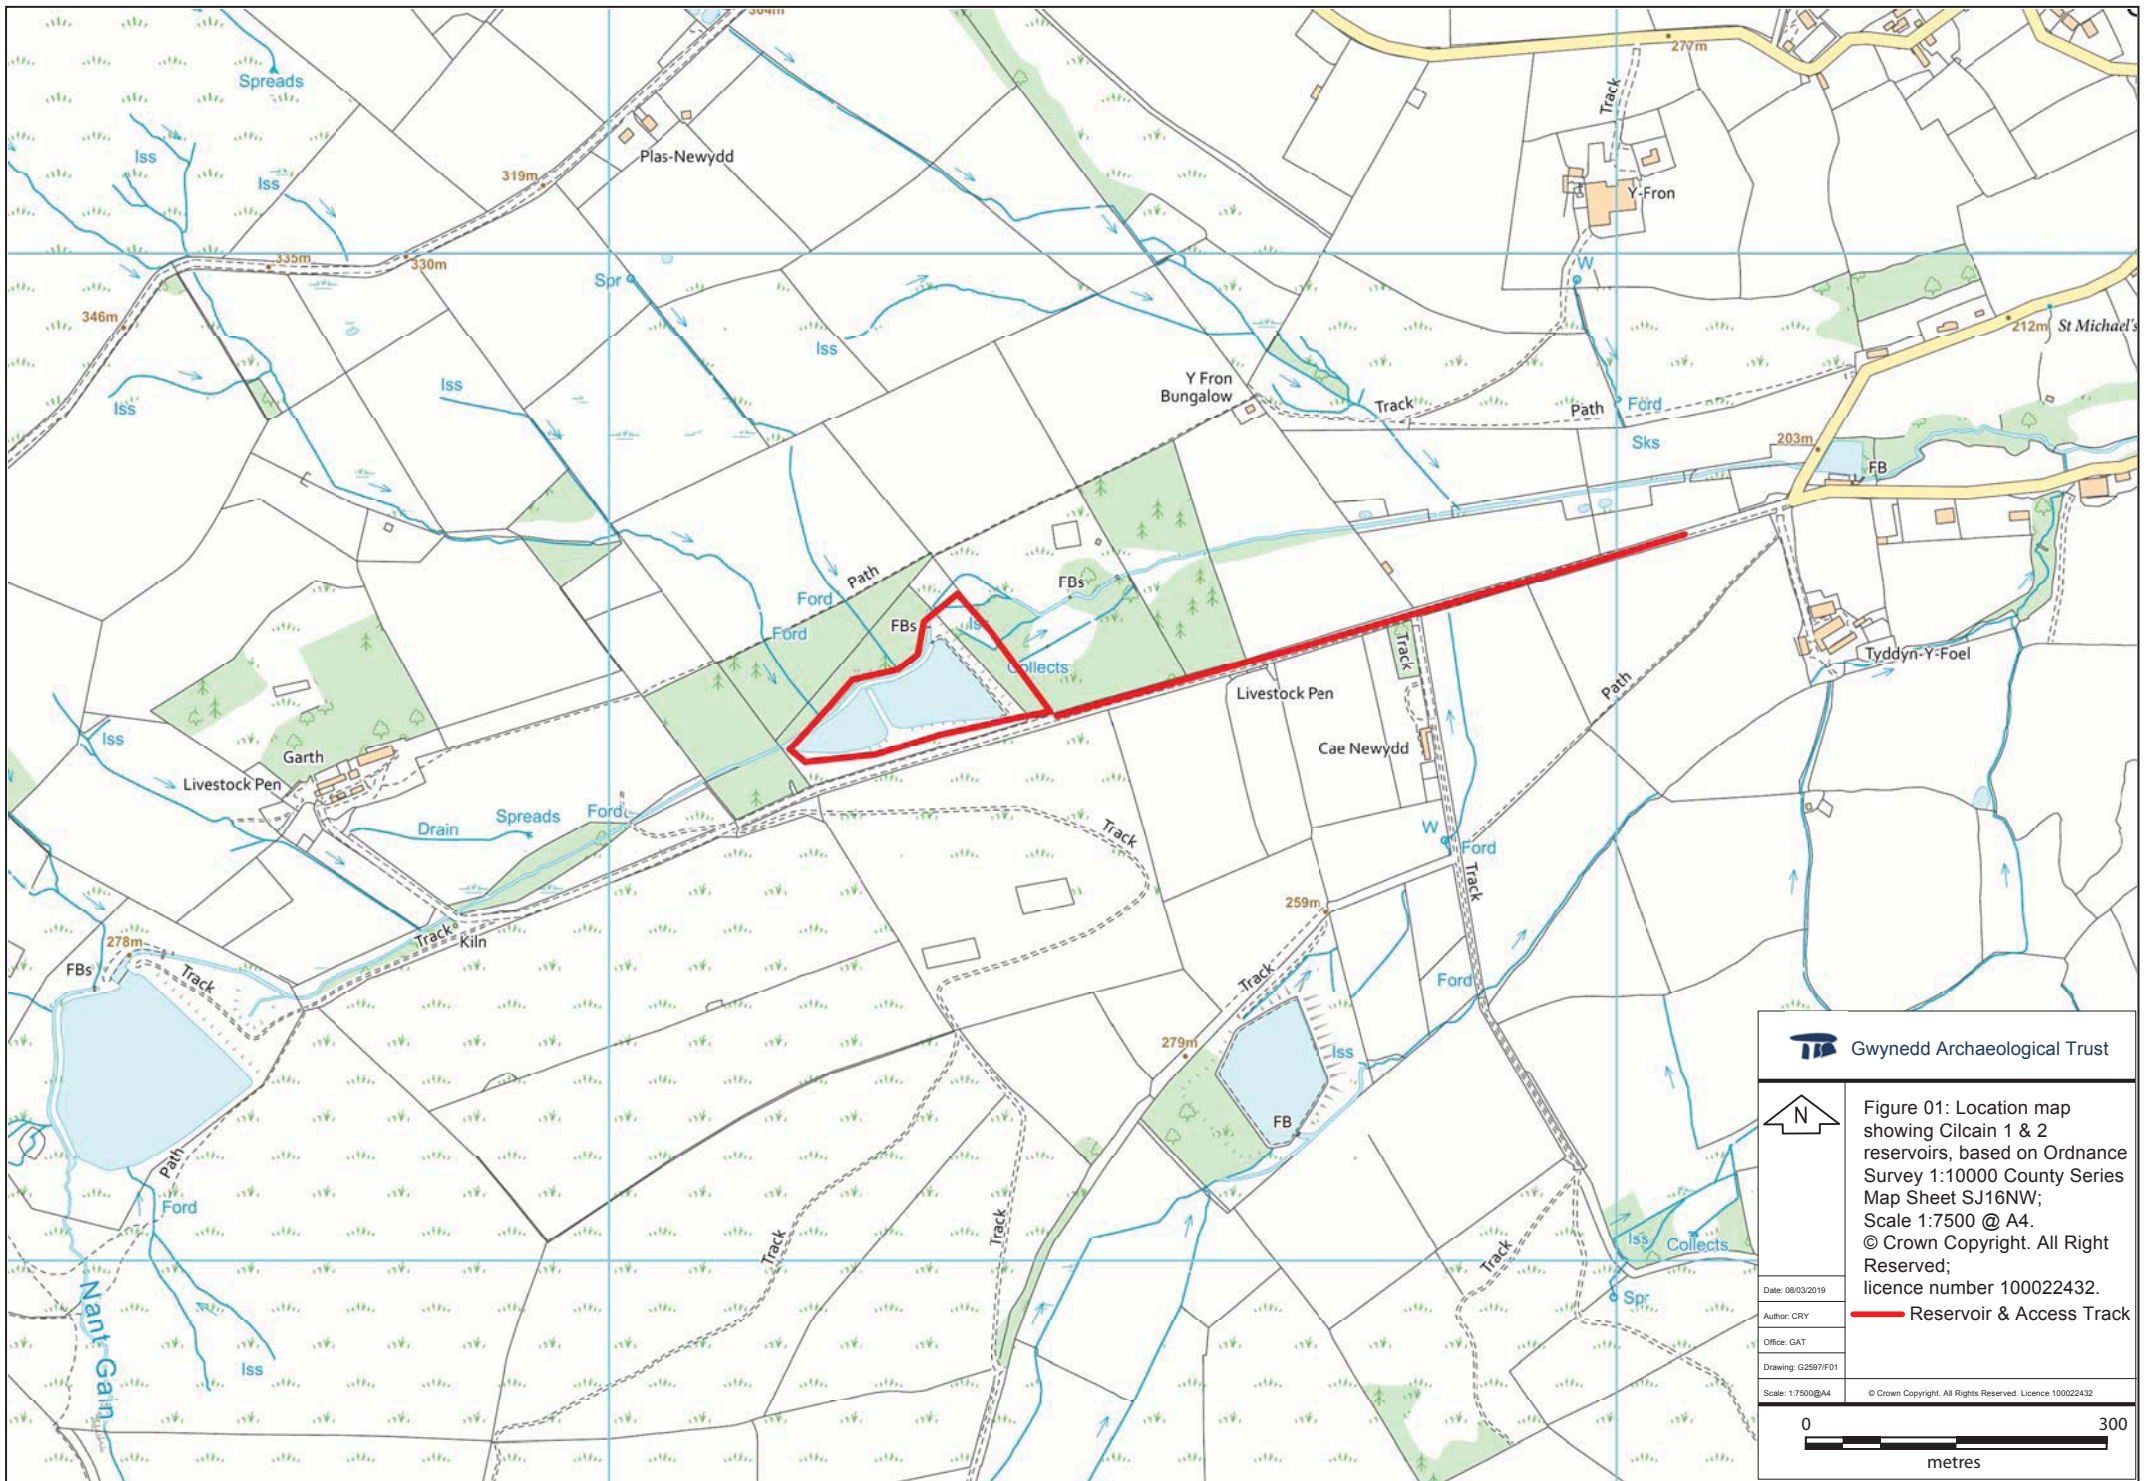 304m
277m
Spreads
Track
Iss
Plas-Newydd
Iss
319m
Y-Fron
335m
330m
Spr
W
346m
212m
St Michael's
Iss
Y Fron
Bungalow
Iss
Iss
Track
Path
Ford
Sks
203m
FB
Path
FBs
Ford
FBs
Iss
Ford
Track
Tyddyn-Y-Foel
Collects
Path
Livestock Pen
Iss
Cae Newydd
Garth
Livestock Pen
Spreads
Ford
Drain
Track
W
Ford
Track
259m
Track
Kiln
278m
FBs
Track
Track
Ford
279m
Iss
FB
Path
Ford
Track
Track
Track
Iss
Collects
Spr
Nant Gain
Iss
Gwynedd Archaeological Trust
N
Figure 01: Location map
showing Cilcain 1 & 2
reservoirs, based on Ordnance
Survey 1:10000 County Series
Map Sheet SJ16NW;
Scale 1:7500 @ A4.
© Crown Copyright. All Right
Reserved;
licence number 100022432.
Reservoir & Access Track
Date: 08/03/2019
Author: CRY
Office: GAT
Drawing: G2597/F01
Scale: 1:7500@A4
© Crown Copyright. All Rights Reserved. Licence 100022432
0 300
metres